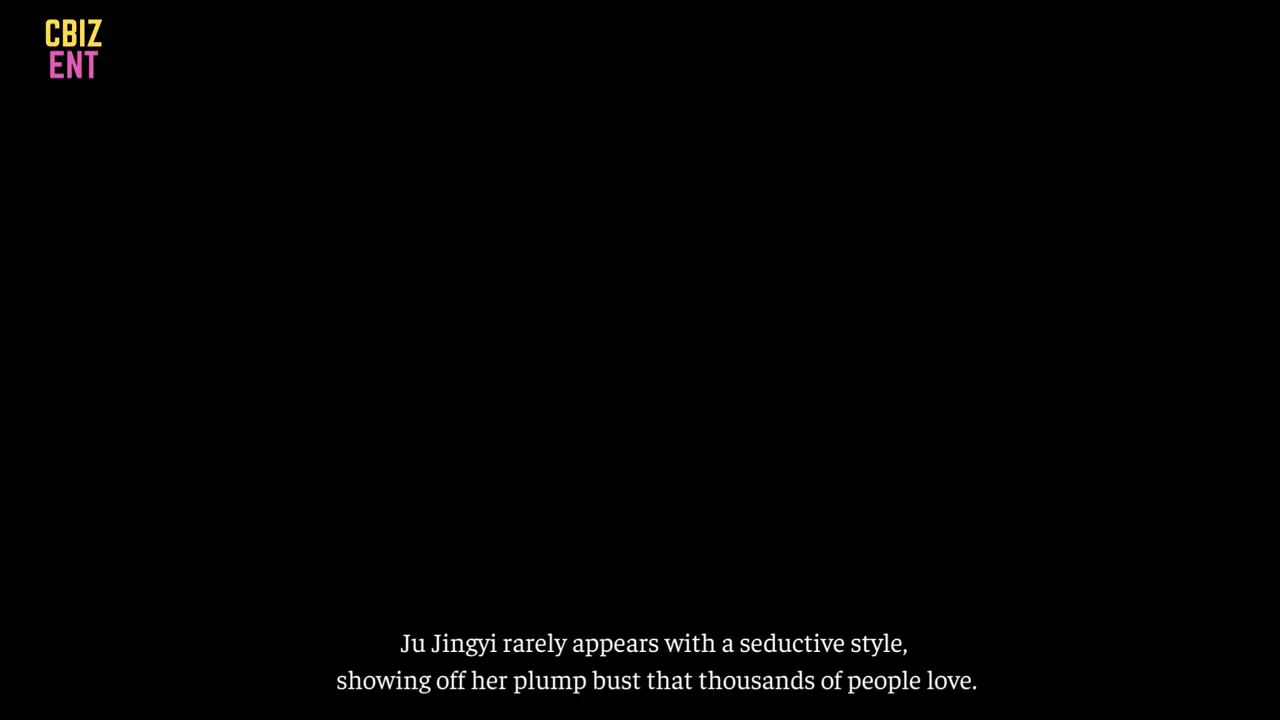 CBIZ
ENT
Ju Jingyi rarely appears with a seductive style,
showing off her plump bust that thousands of people love.